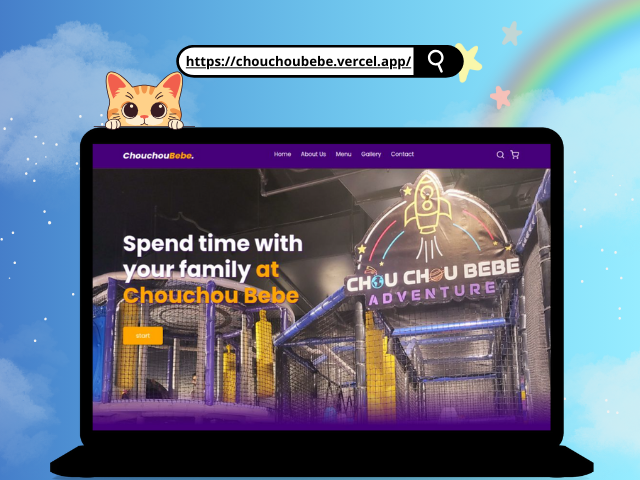 https://chouchoubebe.vercel.app/
ChouchouBebe.
Home About Us Menu Gallery Contact
Spend time with
your family at
Chouchou Bebe
start
CHOU CHOU BEBE
ADVENTURE